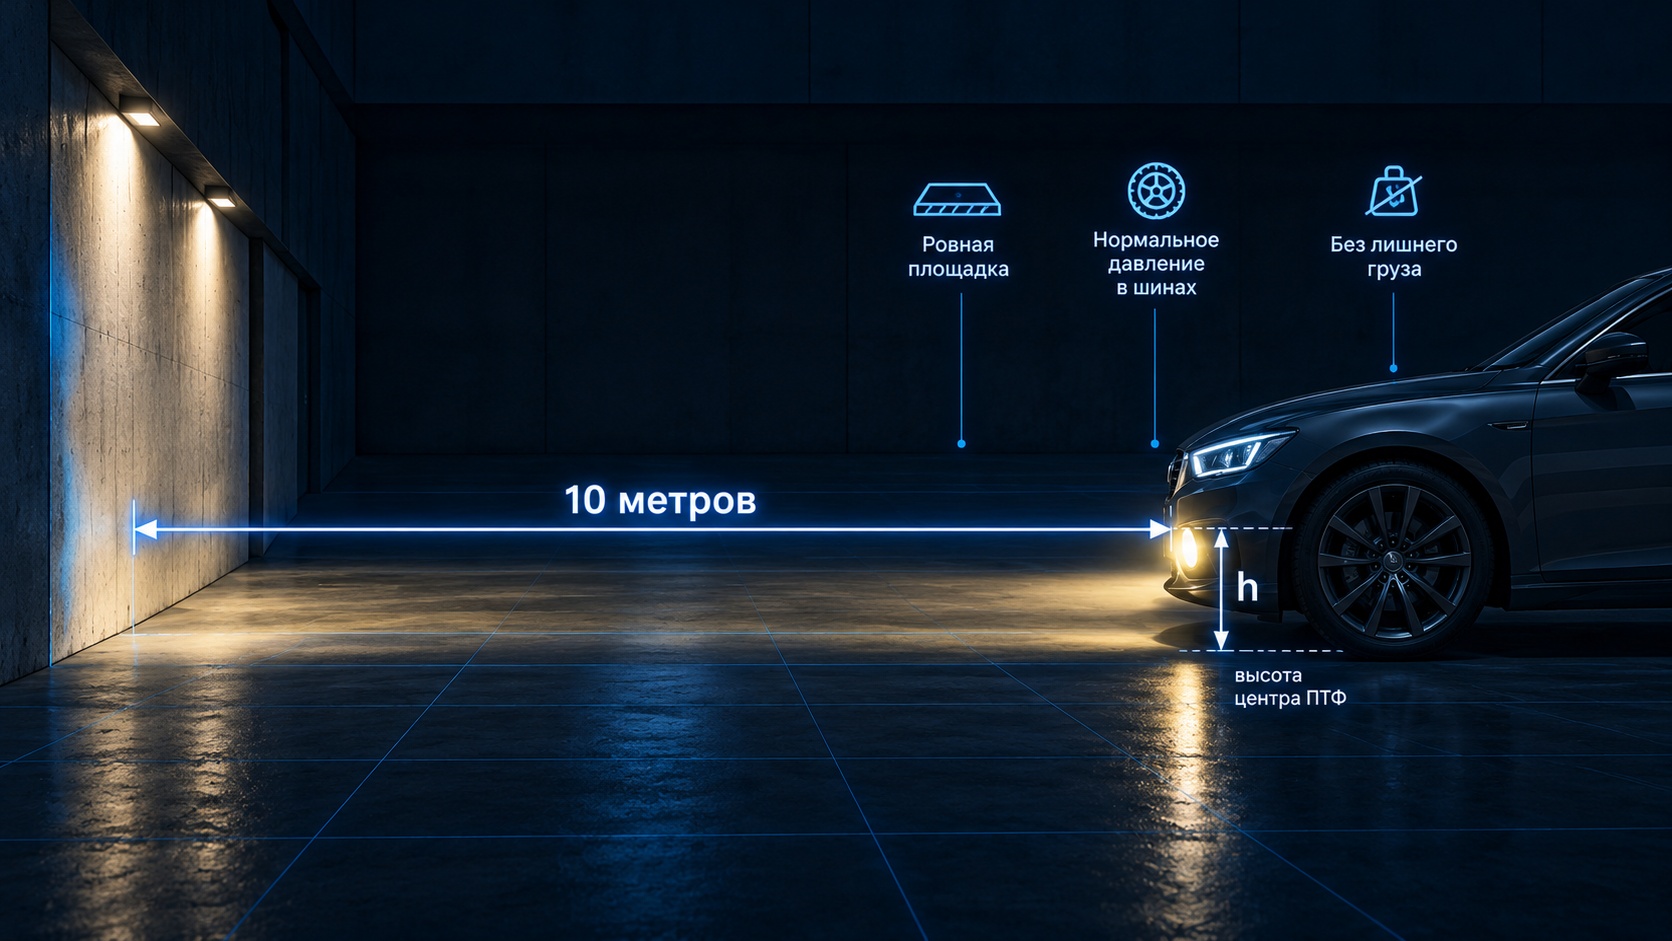 Ровная
площадка
Нормальное
давление
в шинах
Без лишнего
груза
10 метров
h
высота
центра ПТФ